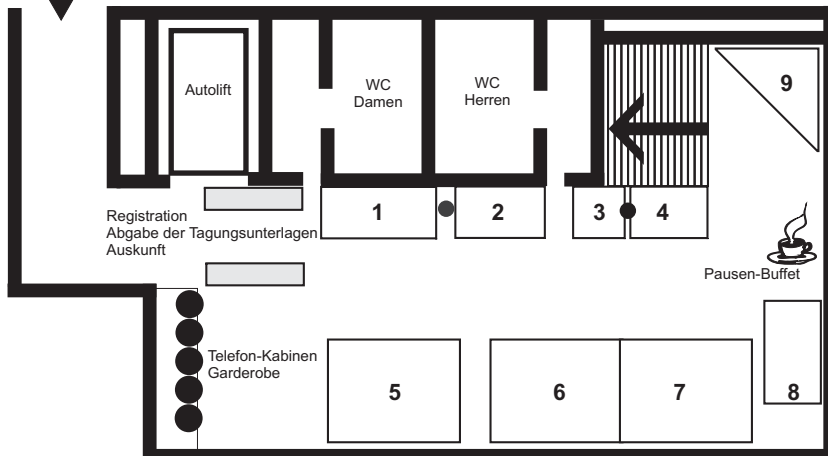 Autolift
WC
Damen
WC
Herren
9
Registration
Abgabe der Tagungsunterlagen
Auskunft
1
2
3
4
Pausen-Buffet
Telefon-Kabinen
Garderobe
5
6
7
8